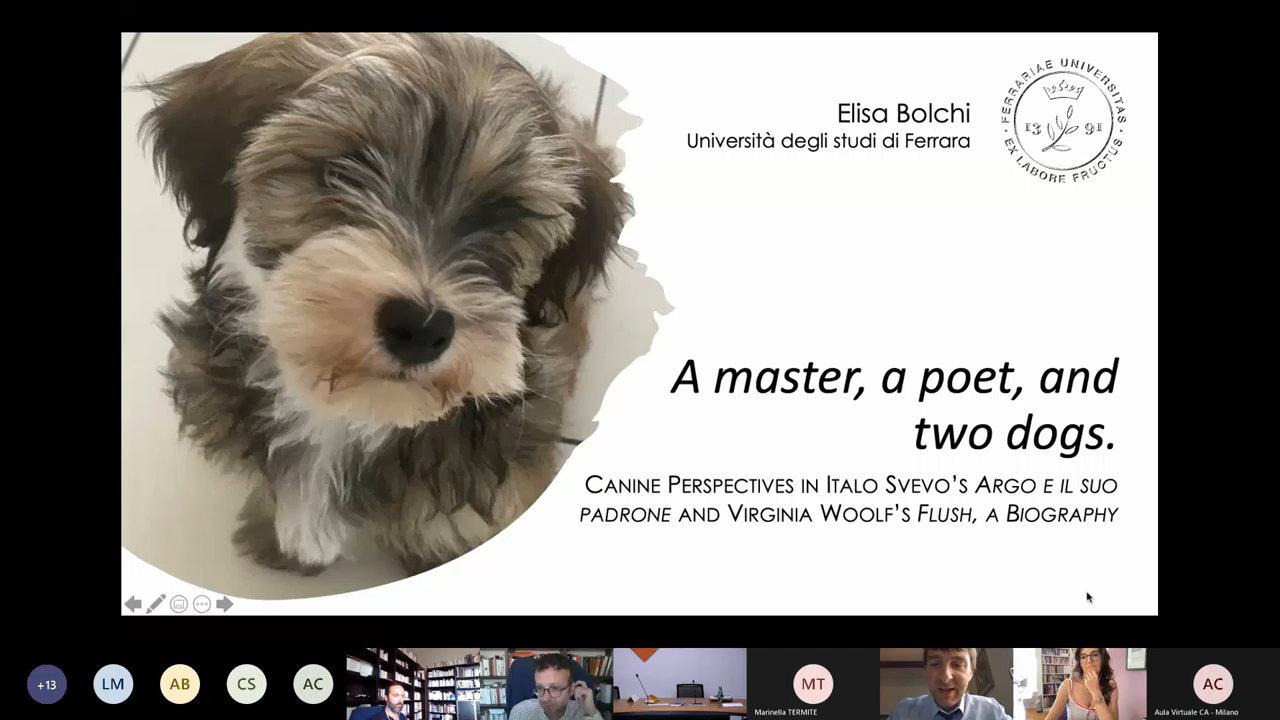 Elisa Bolchi
Università degli studi di Ferrara
FERRARIAE UNIVERSITAS
13 91
EX LABORE FRUCTUS
A master, a poet, and
two dogs.
CANINE PERSPECTIVES IN ITALO SVEVO'S ARGO E IL SUO
PADRONE AND VIRGINIA WOOLF'S FLUSH, A BIOGRAPHY
+13
LM
AB
CS
AC
MT
AC
Marinella TERMITE
Aula Virtuale CA - Milano